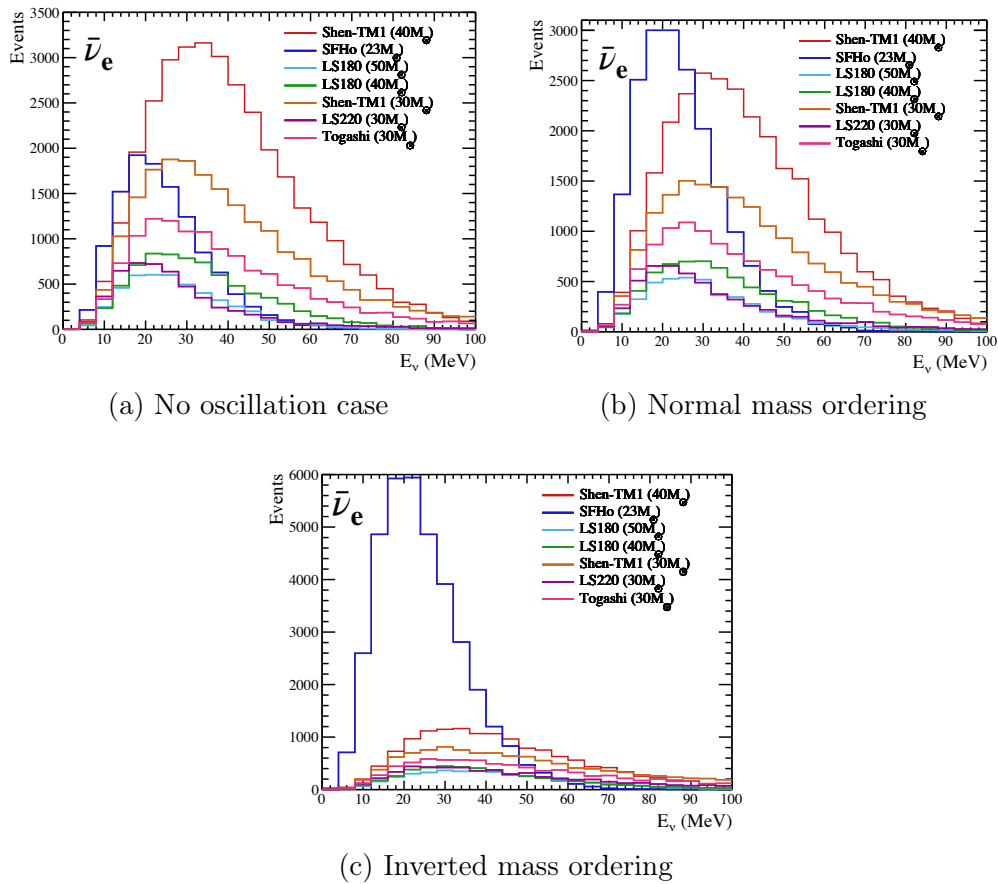 Events
3500
3000
2500
2000
1500
1000
500
0
ν̄e
Shen-TM1 (40M⊙)
SFHo (23M⊙)
LS180 (50M⊙)
LS180 (40M⊙)
Shen-TM1 (30M⊙)
LS220 (30M⊙)
Togashi (30M⊙)
0 10 20 30 40 50 60 70 80 90 100
Eν (MeV)
(a) No oscillation case
Events
3000
2500
2000
1500
1000
500
0
ν̄e
Shen-TM1 (40M⊙)
SFHo (23M⊙)
LS180 (50M⊙)
LS180 (40M⊙)
Shen-TM1 (30M⊙)
LS220 (30M⊙)
Togashi (30M⊙)
0 10 20 30 40 50 60 70 80 90 100
Eν (MeV)
(b) Normal mass ordering
Events
6000
5000
4000
3000
2000
1000
0
ν̄e
Shen-TM1 (40M⊙)
SFHo (23M⊙)
LS180 (50M⊙)
LS180 (40M⊙)
Shen-TM1 (30M⊙)
LS220 (30M⊙)
Togashi (30M⊙)
0 10 20 30 40 50 60 70 80 90 100
Eν (MeV)
(c) Inverted mass ordering